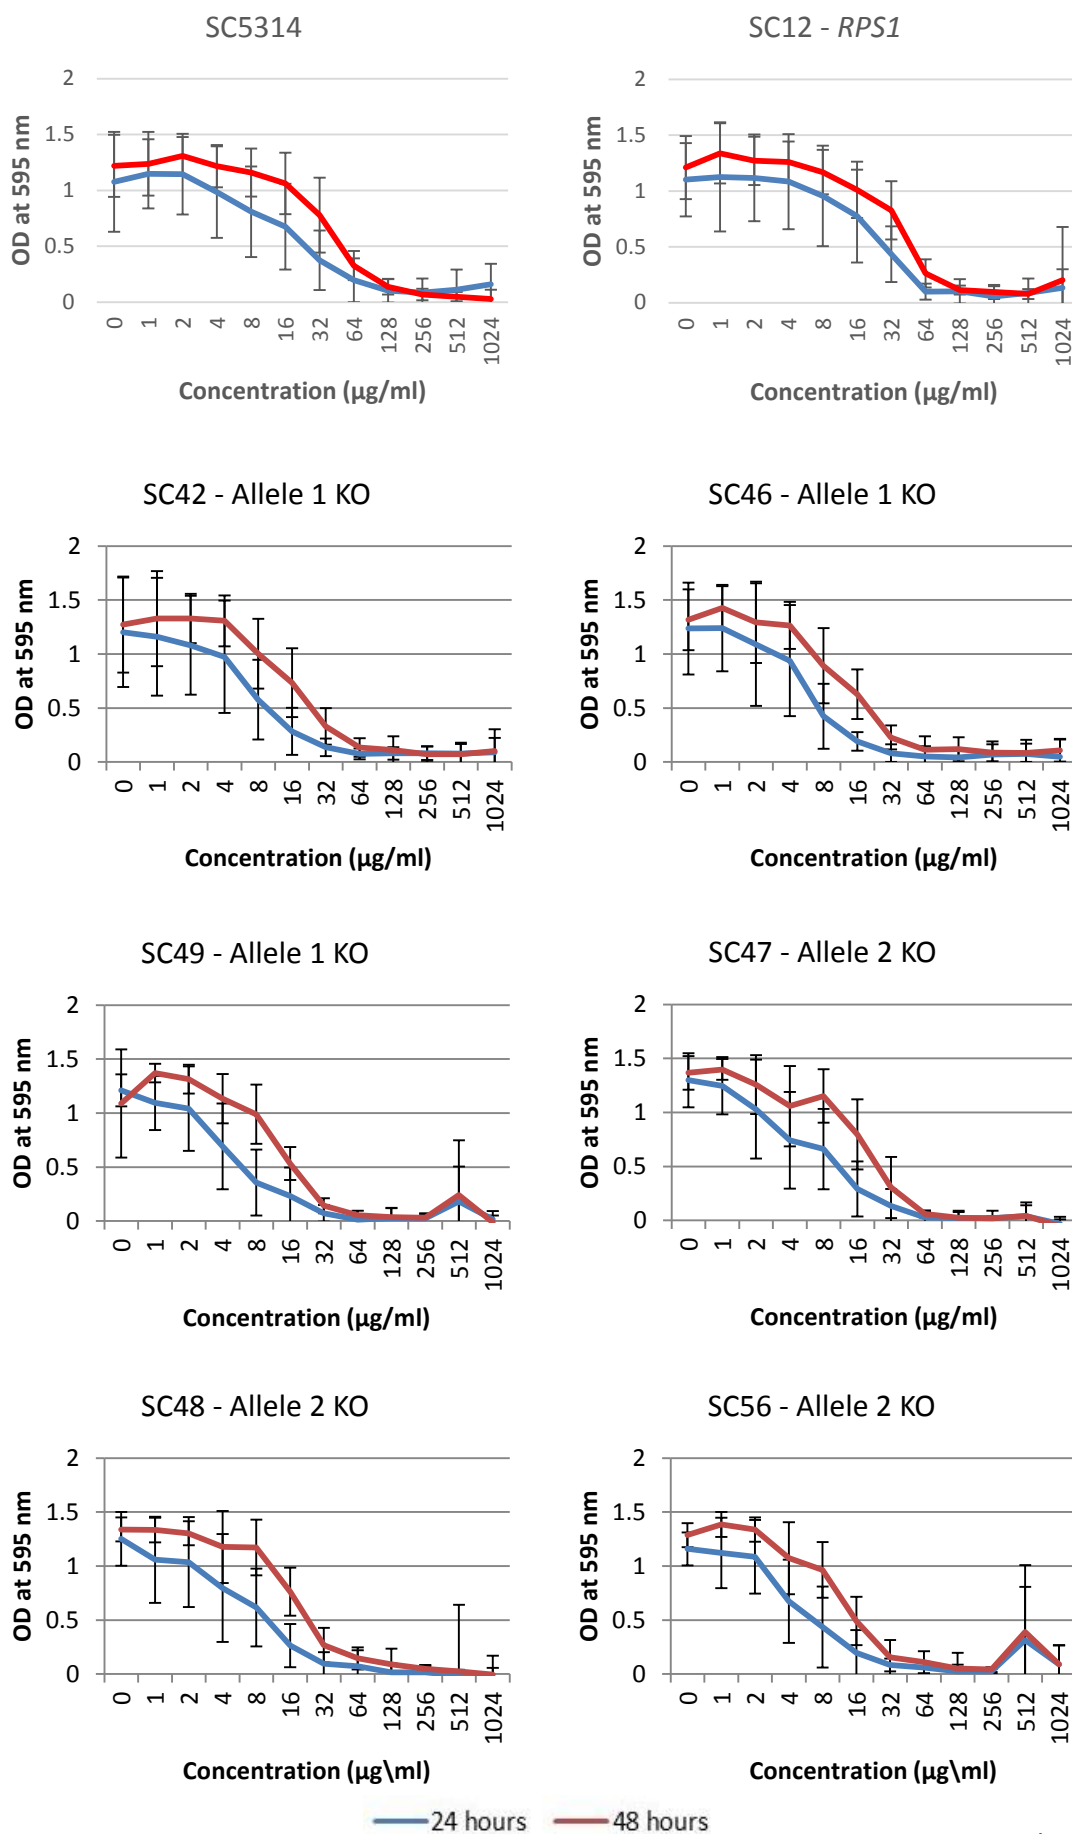 SC5314
SC12 - RPS1
OD at 595 nm
2
1.5
1
0.5
0
0 1 2 4 8 16 32 64 128 256 512 1024
Concentration (µg/ml)
OD at 595 nm
2
1.5
1
0.5
0
0 1 2 4 8 16 32 64 128 256 512 1024
Concentration (µg/ml)
SC42 - Allele 1 KO
SC46 - Allele 1 KO
OD at 595 nm
2
1.5
1
0.5
0
0 1 2 4 8 16 32 64 128 256 512 1024
Concentration (µg/ml)
OD at 595 nm
2
1.5
1
0.5
0
0 1 2 4 8 16 32 64 128 256 512 1024
Concentration (µg/ml)
SC49 - Allele 1 KO
SC47 - Allele 2 KO
OD at 595 nm
2
1.5
1
0.5
0
0 1 2 4 8 16 32 64 128 256 512 1024
Concentration (µg/ml)
OD at 595 nm
2
1.5
1
0.5
0
0 1 2 4 8 16 32 64 128 256 512 1024
Concentration (µg/ml)
SC48 - Allele 2 KO
SC56 - Allele 2 KO
OD at 595 nm
2
1.5
1
0.5
0
0 1 2 4 8 16 32 64 128 256 512 1024
Concentration (µg\ml)
OD at 595 nm
2
1.5
1
0.5
0
0 1 2 4 8 16 32 64 128 256 512 1024
Concentration (µg\ml)
24 hours 48 hours